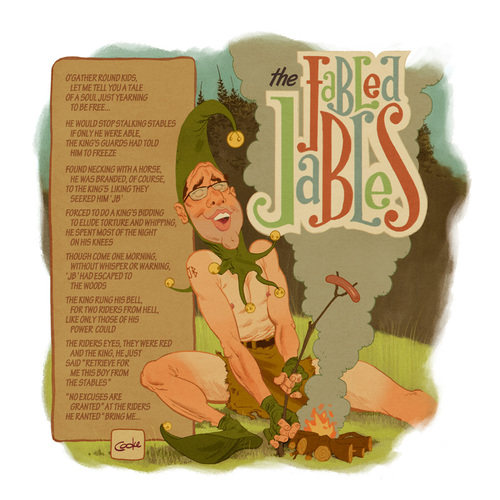 the
Fabled
Jables
O'GATHER ROUND KIDS,
LET ME TELL YOU A TALE
OF A SOUL JUST YEARNING
TO BE FREE...
HE WOULD STOP STALKING STABLES
IF ONLY HE WERE ABLE,
THE KING'S GUARDS HAD TOLD
HIM TO FREEZE
FOUND NECKING WITH A HORSE,
HE WAS BRANDED, OF COURSE,
TO THE KING'S LIKING THEY
SEERED HIM 'JB'
FORCED TO DO A KING'S BIDDING
TO ELUDE TORTURE AND WHIPPING,
HE SPENT MOST OF THE NIGHT
ON HIS KNEES
THOUGH COME ONE MORNING,
WITHOUT WHISPER OR WARNING,
'JB' HAD ESCAPED TO
THE WOODS
THE KING RUNG HIS BELL,
FOR TWO RIDERS FROM HELL,
LIKE ONLY THOSE OF HIS
POWER COULD
THE RIDERS EYES, THEY WERE RED
AND THE KING, HE JUST
SAID "RETRIEVE FOR
ME THIS BOY FROM
THE STABLES"
"NO EXCUSES ARE
GRANTED" AT THE RIDERS
HE RANTED "BRING ME...
Cooke